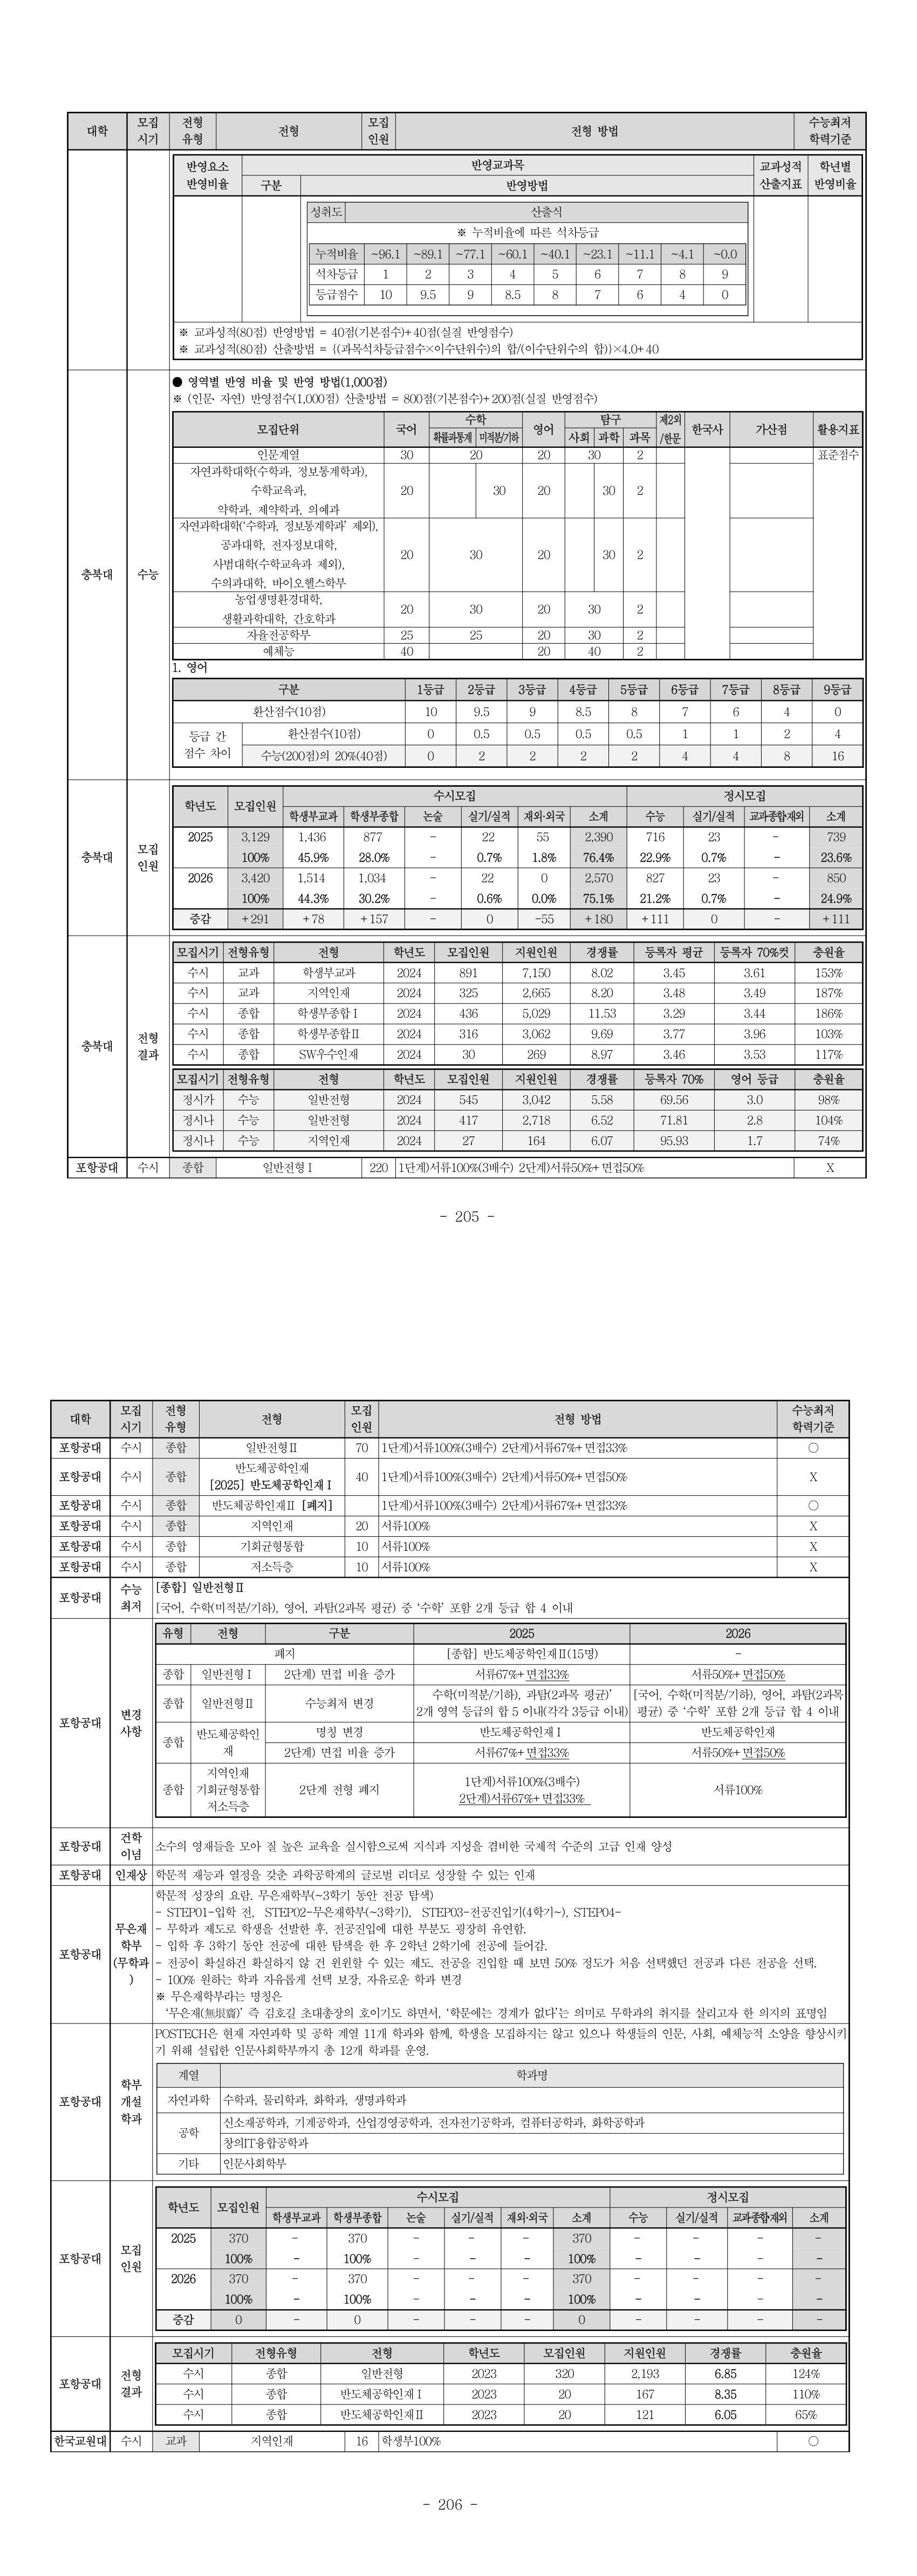 대학 모집시기 전형유형 전형 모집인원 전형 방법 수능최저학력기준
반영요소 반영비율 반영교과목 교과성적 산출지표 학년별 반영비율
구분 반영방법
성취도 산출식
※ 누적비율에 따른 석차등급
누적비율 ~96.1 ~89.1 ~77.1 ~60.1 ~40.1 ~23.1 ~11.1 ~4.1 ~0.0
석차등급 1 2 3 4 5 6 7 8 9
등급점수 10 9.5 9 8.5 8 7 6 4 0
※ 교과성적(80점) 반영방법 = 40점(기본점수)+40점(실질 반영점수)
※ 교과성적(80점) 산출방법 = {(과목석차등급점수×이수단위수)의 합/(이수단위수의 합)}×4.0+40
충북대 수능
● 영역별 반영 비율 및 반영 방법(1,000점)
※ (인문·자연) 반영점수(1,000점) 산출방법 = 800점(기본점수)+200점(실질 반영점수)
모집단위 국어 수학 영어 탐구 제2외/한문 한국사 가산점 활용지표
확률과통계 미적분/기하 사회 과학 과목
인문계열 30 20 20 30 2 표준점수
자연과학대학(수학과, 정보통계학과),
수학교육과, 20 30 20 30 2
약학과, 제약학과, 의예과
자연과학대학(‘수학과, 정보통계학과’ 제외),
공과대학, 전자정보대학,
사범대학(수학교육과 제외), 20 30 20 30 2
수의과대학, 바이오헬스학부
농업생명환경대학,
생활과학대학, 간호학과 20 30 20 30 2
자율전공학부 25 25 20 30 2
예체능 40 20 40 2
1. 영어
구분 1등급 2등급 3등급 4등급 5등급 6등급 7등급 8등급 9등급
환산점수(10점) 10 9.5 9 8.5 8 7 6 4 0
등급 간 점수 차이 환산점수(10점) 0 0.5 0.5 0.5 0.5 1 1 2 4
수능(200점)의 20%(40점) 0 2 2 2 2 4 4 8 16
충북대 모집인원
학년도 모집인원 수시모집 정시모집
학생부교과 학생부종합 논술 실기/실적 재외·외국 소계 수능 실기/실적 교과종합재외 소계
2025 3,129 1,436 877 - 22 55 2,390 716 23 - 739
100% 45.9% 28.0% - 0.7% 1.8% 76.4% 22.9% 0.7% - 23.6%
2026 3,420 1,514 1,034 - 22 0 2,570 827 23 - 850
100% 44.3% 30.2% - 0.6% 0.0% 75.1% 21.2% 0.7% - 24.9%
증감 +291 +78 +157 - 0 -55 +180 +111 0 - +111
충북대 전형결과
모집시기 전형유형 전형 학년도 모집인원 지원인원 경쟁률 등록자 평균 등록자 70%컷 충원율
수시 교과 학생부교과 2024 891 7,150 8.02 3.45 3.61 153%
수시 교과 지역인재 2024 325 2,665 8.20 3.48 3.49 187%
수시 종합 학생부종합Ⅰ 2024 436 5,029 11.53 3.29 3.44 186%
수시 종합 학생부종합Ⅱ 2024 316 3,062 9.69 3.77 3.96 103%
수시 종합 SW우수인재 2024 30 269 8.97 3.46 3.53 117%
모집시기 전형유형 전형 학년도 모집인원 지원인원 경쟁률 등록자 70% 영어 등급 충원율
정시가 수능 일반전형 2024 545 3,042 5.58 69.56 3.0 98%
정시나 수능 일반전형 2024 417 2,718 6.52 71.81 2.8 104%
정시나 수능 지역인재 2024 27 164 6.07 95.93 1.7 74%
포항공대 수시 종합 일반전형Ⅰ 220 1단계)서류100%(3배수) 2단계)서류50%+면접50% X
- 205 -
대학 모집시기 전형유형 전형 모집인원 전형 방법 수능최저학력기준
포항공대 수시 종합 일반전형Ⅱ 70 1단계)서류100%(3배수) 2단계)서류67%+면접33% ○
포항공대 수시 종합 반도체공학인재 [2025] 반도체공학인재Ⅰ 40 1단계)서류100%(3배수) 2단계)서류50%+면접50% X
포항공대 수시 종합 반도체공학인재Ⅱ [폐지] 1단계)서류100%(3배수) 2단계)서류67%+면접33% ○
포항공대 수시 종합 지역인재 20 서류100% X
포항공대 수시 종합 기회균형통합 10 서류100% X
포항공대 수시 종합 저소득층 10 서류100% X
포항공대 수능최저
[종합] 일반전형Ⅱ
[국어, 수학(미적분/기하), 영어, 과탐(2과목 평균) 중 ‘수학’ 포함 2개 등급 합 4 이내
포항공대 변경사항
유형 전형 구분 2025 2026
폐지 [종합] 반도체공학인재Ⅱ(15명) -
종합 일반전형Ⅰ 2단계) 면접 비율 증가 서류67%+면접33% 서류50%+면접50%
종합 일반전형Ⅱ 수능최저 변경 수학(미적분/기하), 과탐(2과목 평균)’ 2개 영역 등급의 합 5 이내(각각 3등급 이내) [국어, 수학(미적분/기하), 영어, 과탐(2과목 평균) 중 ‘수학’ 포함 2개 등급 합 4 이내
종합 반도체공학인재 명칭 변경 반도체공학인재Ⅰ 반도체공학인재
2단계) 면접 비율 증가 서류67%+면접33% 서류50%+면접50%
종합 지역인재 기회균형통합 저소득층 2단계 전형 폐지 1단계)서류100%(3배수) 2단계)서류67%+면접33% 서류100%
포항공대 건학이념 소수의 영재들을 모아 질 높은 교육을 실시함으로써 지식과 지성을 겸비한 국제적 수준의 고급 인재 양성
포항공대 인재상 학문적 재능과 열정을 갖춘 과학공학계의 글로벌 리더로 성장할 수 있는 인재
포항공대 무은재학부(무학과)
학문적 성장의 요람. 무은재학부(~3학기 동안 전공 탐색)
- STEP01-입학 전, STEP02-무은재학부(~3학기), STEP03-전공진입기(4학기~), STEP04-
- 무학과 제도로 학생을 선발한 후, 전공진입에 대한 부분도 굉장히 유연함.
- 입학 후 3학기 동안 전공에 대한 탐색을 한 후 2학년 2학기에 전공에 들어감.
- 전공이 확실하건 확실하지 않 건 원원할 수 있는 제도. 전공을 진입할 때 보면 50% 정도가 처음 선택했던 전공과 다른 전공을 선택.
- 100% 원하는 학과 자유롭게 선택 보장, 자유로운 학과 변경
※ 무은재학부라는 명칭은
‘무은재(無垠齋)’ 즉 김호길 초대총장의 호이기도 하면서, ‘학문에는 경계가 없다’는 의미로 무학과의 취지를 살리고자 한 의지의 표명임
포항공대 학부개설학과
POSTECH은 현재 자연과학 및 공학 계열 11개 학과와 함께, 학생을 모집하지는 않고 있으나 학생들의 인문, 사회, 예체능적 소양을 향상시키
기 위해 설립한 인문사회학부까지 총 12개 학과를 운영.
계열 학과명
자연과학 수학과, 물리학과, 화학과, 생명과학과
공학 신소재공학과, 기계공학과, 산업경영공학과, 전자전기공학과, 컴퓨터공학과, 화학공학과
창의IT융합공학과
기타 인문사회학부
포항공대 모집인원
학년도 모집인원 수시모집 정시모집
학생부교과 학생부종합 논술 실기/실적 재외·외국 소계 수능 실기/실적 교과종합재외 소계
2025 370 - 370 - - - 370 - - - -
100% - 100% - - - 100% - - - -
2026 370 - 370 - - - 370 - - - -
100% - 100% - - - 100% - - - -
증감 0 - 0 - - - 0 - - - -
포항공대 전형결과
모집시기 전형유형 전형 학년도 모집인원 지원인원 경쟁률 충원율
수시 종합 일반전형 2023 320 2,193 6.85 124%
수시 종합 반도체공학인재Ⅰ 2023 20 167 8.35 110%
수시 종합 반도체공학인재Ⅱ 2023 20 121 6.05 65%
한국교원대 수시 교과 지역인재 16 학생부100% ○
- 206 -